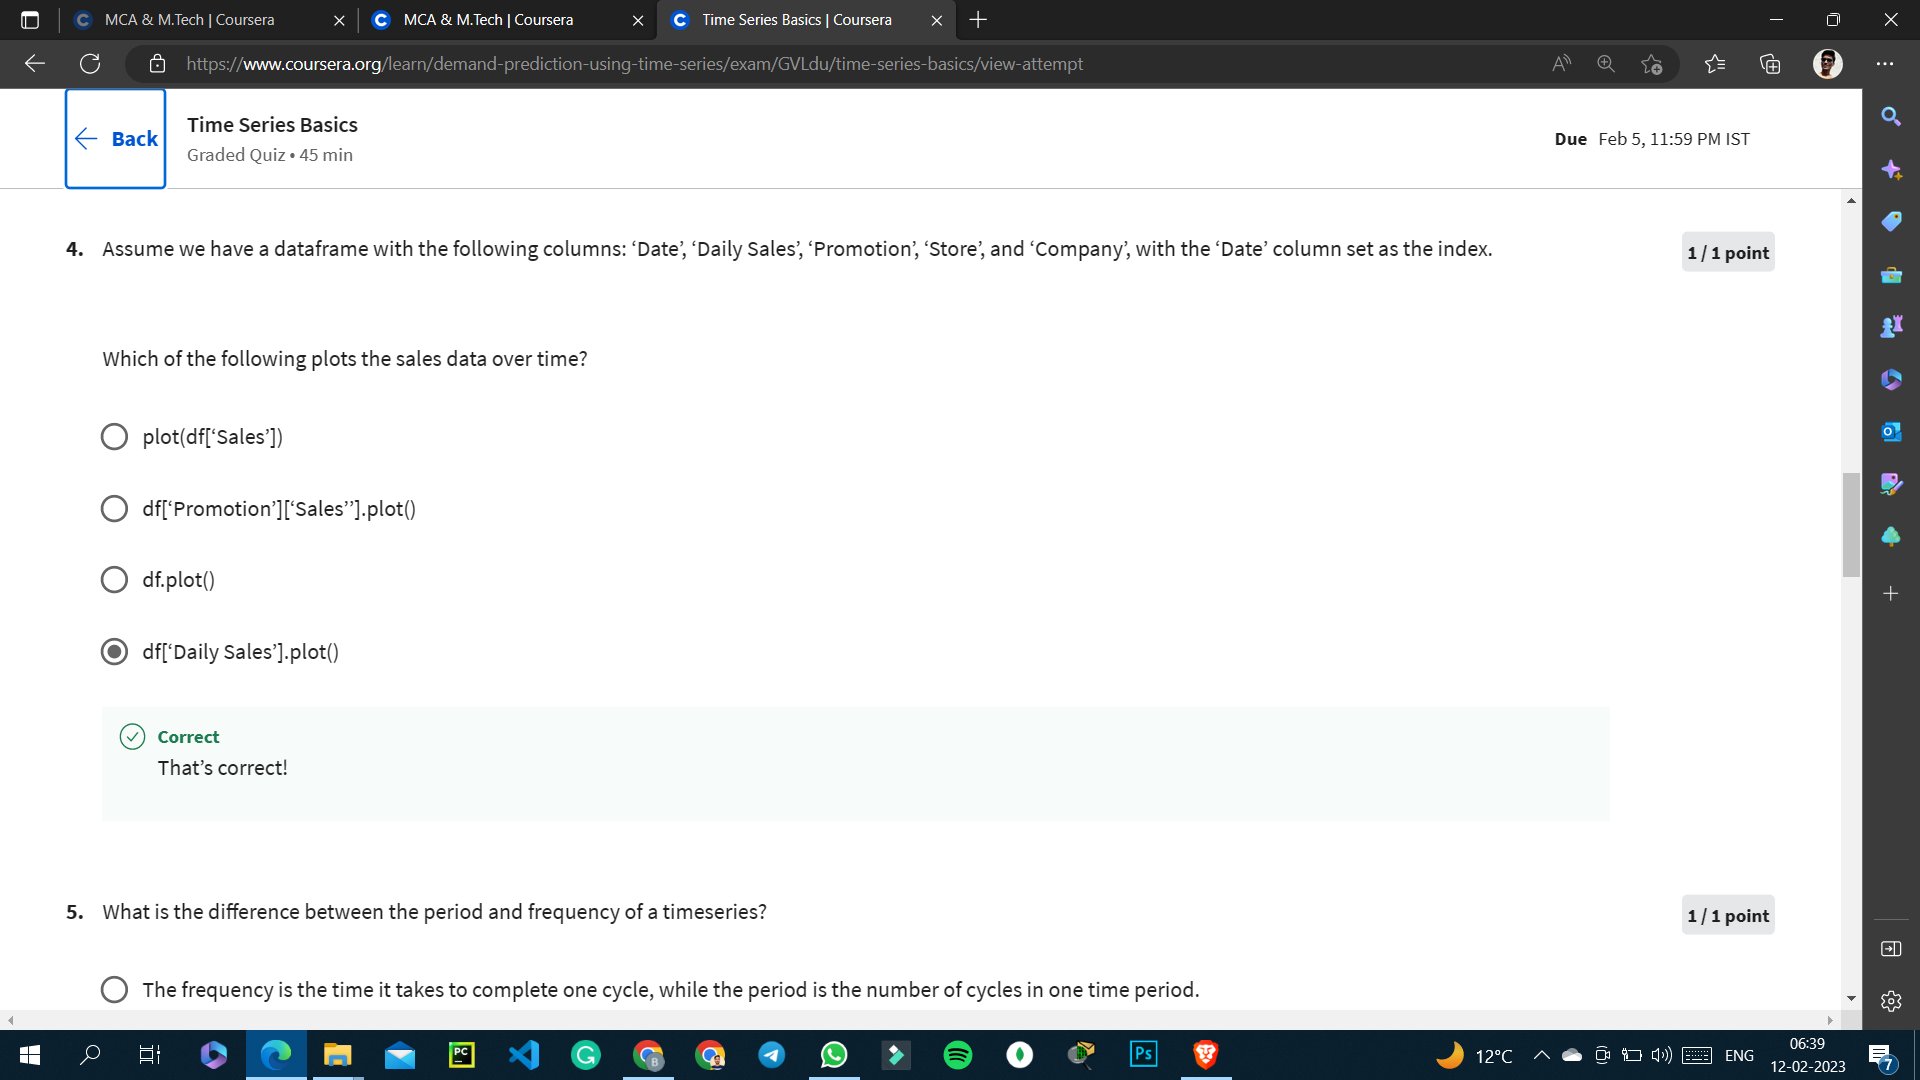 MCA & M.Tech | Coursera
MCA & M.Tech | Coursera
Time Series Basics | Coursera
https://www.coursera.org/learn/demand-prediction-using-time-series/exam/GVLdu/time-series-basics/view-attempt
Back
Time Series Basics
Graded Quiz • 45 min
Due Feb 5, 11:59 PM IST
4. Assume we have a dataframe with the following columns: ‘Date’, ‘Daily Sales’, ‘Promotion’, ‘Store’, and ‘Company’, with the ‘Date’ column set as the index.
1 / 1 point
Which of the following plots the sales data over time?
plot(df[‘Sales’])
df[‘Promotion’][‘Sales’’].plot()
df.plot()
df[‘Daily Sales’].plot()
Correct
That’s correct!
5. What is the difference between the period and frequency of a timeseries?
1 / 1 point
The frequency is the time it takes to complete one cycle, while the period is the number of cycles in one time period.
PC
B
Ps
12°C
ENG
06:39
12-02-2023
7